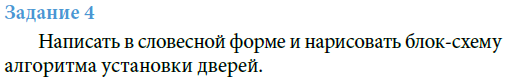 Задание 4
Написать в словесной форме и нарисовать блок-схему
алгоритма установки дверей.